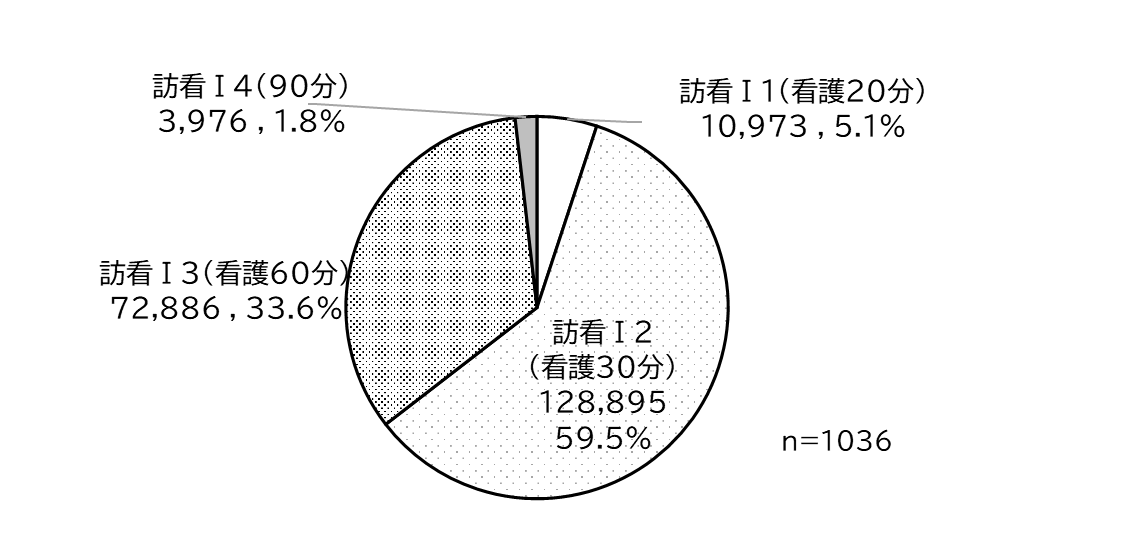 訪看Ⅰ4(90分)
3,976 , 1.8%
訪看Ⅰ1(看護20分)
10,973 , 5.1%
訪看Ⅰ3(看護60分)
72,886 , 33.6%
訪看Ⅰ2
(看護30分)
128,895
59.5%
n=1036